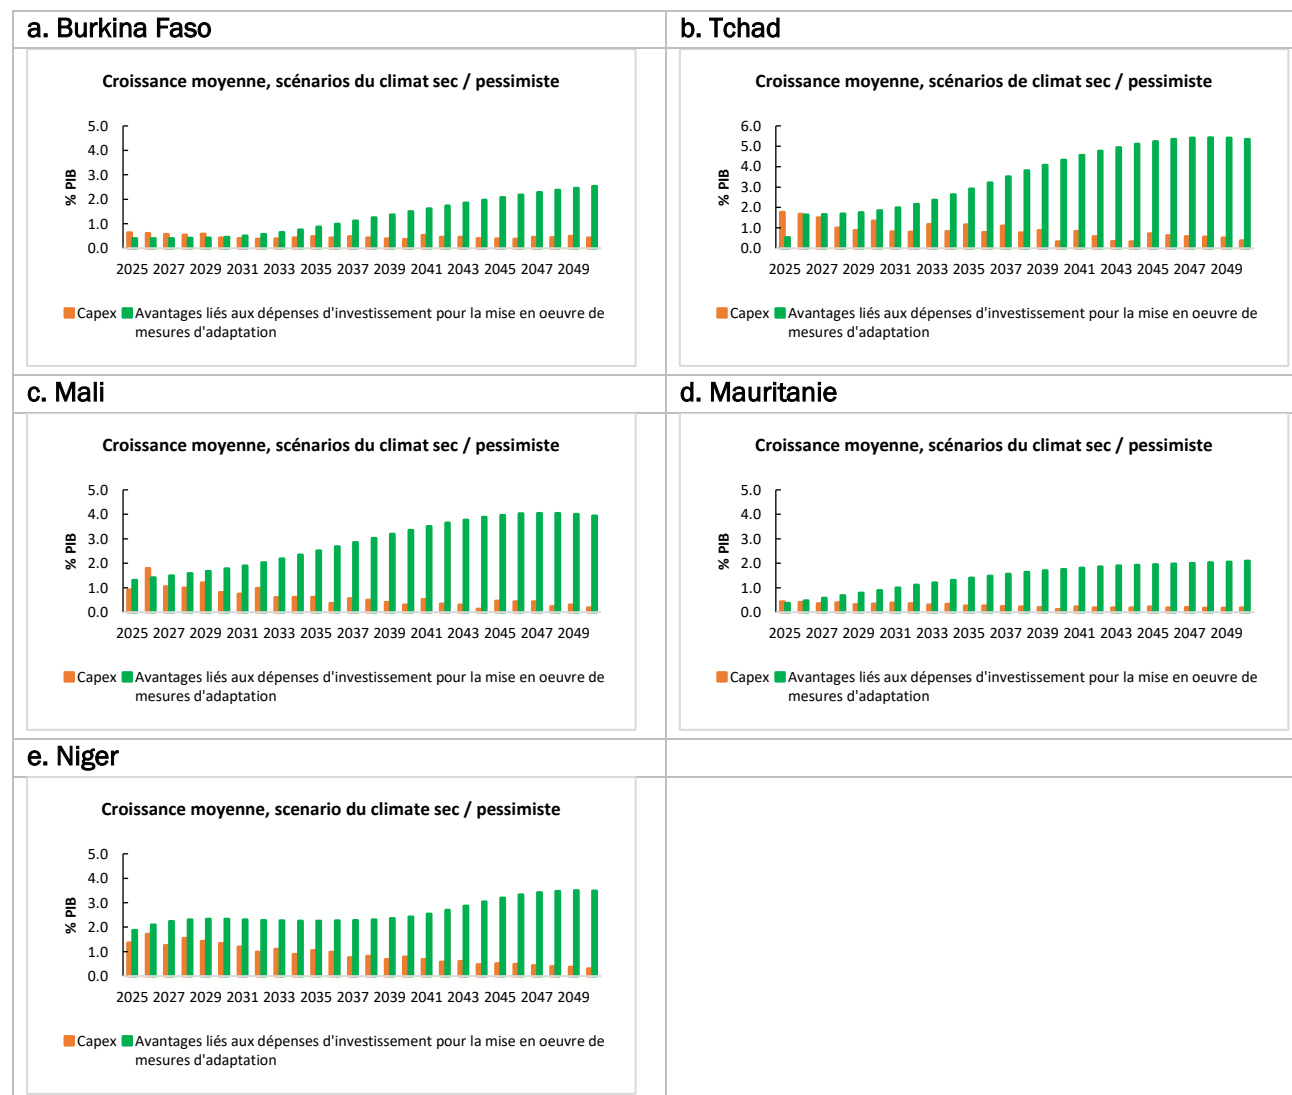 a. Burkina Faso
b. Tchad
Croissance moyenne, scénarios du climat sec / pessimiste
% PIB
5.0
4.0
3.0
2.0
1.0
0.0
2025 2027 2029 2031 2033 2035 2037 2039 2041 2043 2045 2047 2049
Capex Avantages liés aux dépenses d'investissement pour la mise en oeuvre de
mesures d'adaptation
Croissance moyenne, scénarios de climat sec / pessimiste
% PIB
6.0
5.0
4.0
3.0
2.0
1.0
0.0
2025 2027 2029 2031 2033 2035 2037 2039 2041 2043 2045 2047 2049
Capex Avantages liés aux dépenses d'investissement pour la mise en oeuvre de
mesures d'adaptation
c. Mali
d. Mauritanie
Croissance moyenne, scénarios du climat sec / pessimiste
% PIB
5.0
4.0
3.0
2.0
1.0
0.0
2025 2027 2029 2031 2033 2035 2037 2039 2041 2043 2045 2047 2049
Capex Avantages liés aux dépenses d'investissement pour la mise en oeuvre de
mesures d'adaptation
Croissance moyenne, scénarios du climat sec / pessimiste
% PIB
5.0
4.0
3.0
2.0
1.0
0.0
2025 2027 2029 2031 2033 2035 2037 2039 2041 2043 2045 2047 2049
Capex Avantages liés aux dépenses d'investissement pour la mise en oeuvre de
mesures d'adaptation
e. Niger
Croissance moyenne, scenario du climate sec / pessimiste
% PIB
5.0
4.0
3.0
2.0
1.0
0.0
2025 2027 2029 2031 2033 2035 2037 2039 2041 2043 2045 2047 2049
Capex Avantages liés aux dépenses d'investissement pour la mise en oeuvre de
mesures d'adaptation